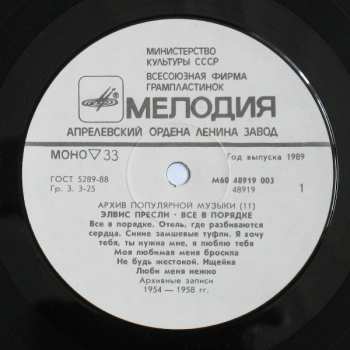 МИНИСТЕРСТВО
КУЛЬТУРЫ СССР
ВСЕСОЮЗНАЯ ФИРМА
ГРАМПЛАСТИНОК
МЕЛОДИЯ
АПРЕЛЕВСКИЙ ОРДЕНА ЛЕНИНА ЗАВОД
МОНО ▽ 33
Год выпуска 1989
ГОСТ 5289-88
Гр. 3. 3-25
М60 48919 003
48919
1
АРХИВ ПОПУЛЯРНОЙ МУЗЫКИ (11)
ЭЛВИС ПРЕСЛИ · ВСЕ В ПОРЯДКЕ
Все в порядке. Отель, где разбиваются
сердца. Синие замшевые туфли. Я хочу
тебя, ты нужна мне, я люблю тебя
Моя любимая меня бросила
Не будь жестокой. Ищейка
Люби меня нежно
Архивные записи
1954 — 1958 гг.